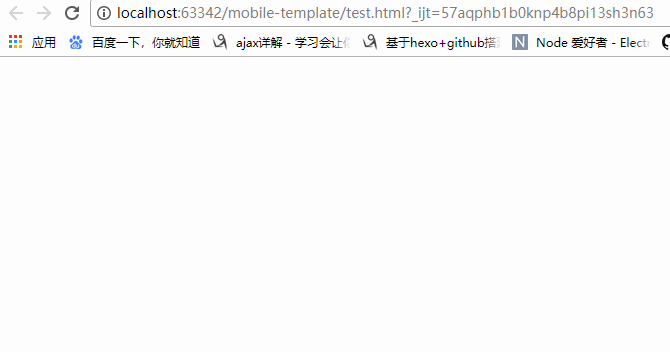 localhost:63342/mobile-template/test.html?_ijt=57aqphb1b0knp4b8pi13sh3n63
应用 百度一下，你就知道 ajax详解 - 学习会让 基于hexo+github搭 Node 爱好者 - Elect